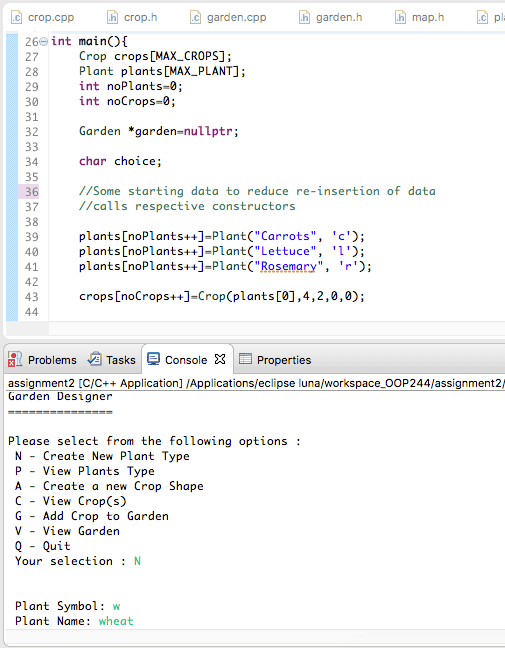 crop.cpp crop.h garden.cpp garden.h map.h pl
26 int main(){
27 Crop crops[MAX_CROPS];
28 Plant plants[MAX_PLANT];
29 int noPlants=0;
30 int noCrops=0;
31
32 Garden *garden=nullptr;
33
34 char choice;
35
36 //Some starting data to reduce re-insertion of data
37 //calls respective constructors
38
39 plants[noPlants++]=Plant("Carrots", 'c');
40 plants[noPlants++]=Plant("Lettuce", 'l');
41 plants[noPlants++]=Plant("Rosemary", 'r');
42
43 crops[noCrops++]=Crop(plants[0],4,2,0,0);
44
Problems Tasks Console Properties
assignment2 [C/C++ Application] /Applications/eclipse luna/workspace_OOP244/assignment2/
Garden Designer
===============
Please select from the following options :
N - Create New Plant Type
P - View Plants Type
A - Create a new Crop Shape
C - View Crop(s)
G - Add Crop to Garden
V - View Garden
Q - Quit
Your selection : N
Plant Symbol: w
Plant Name: wheat